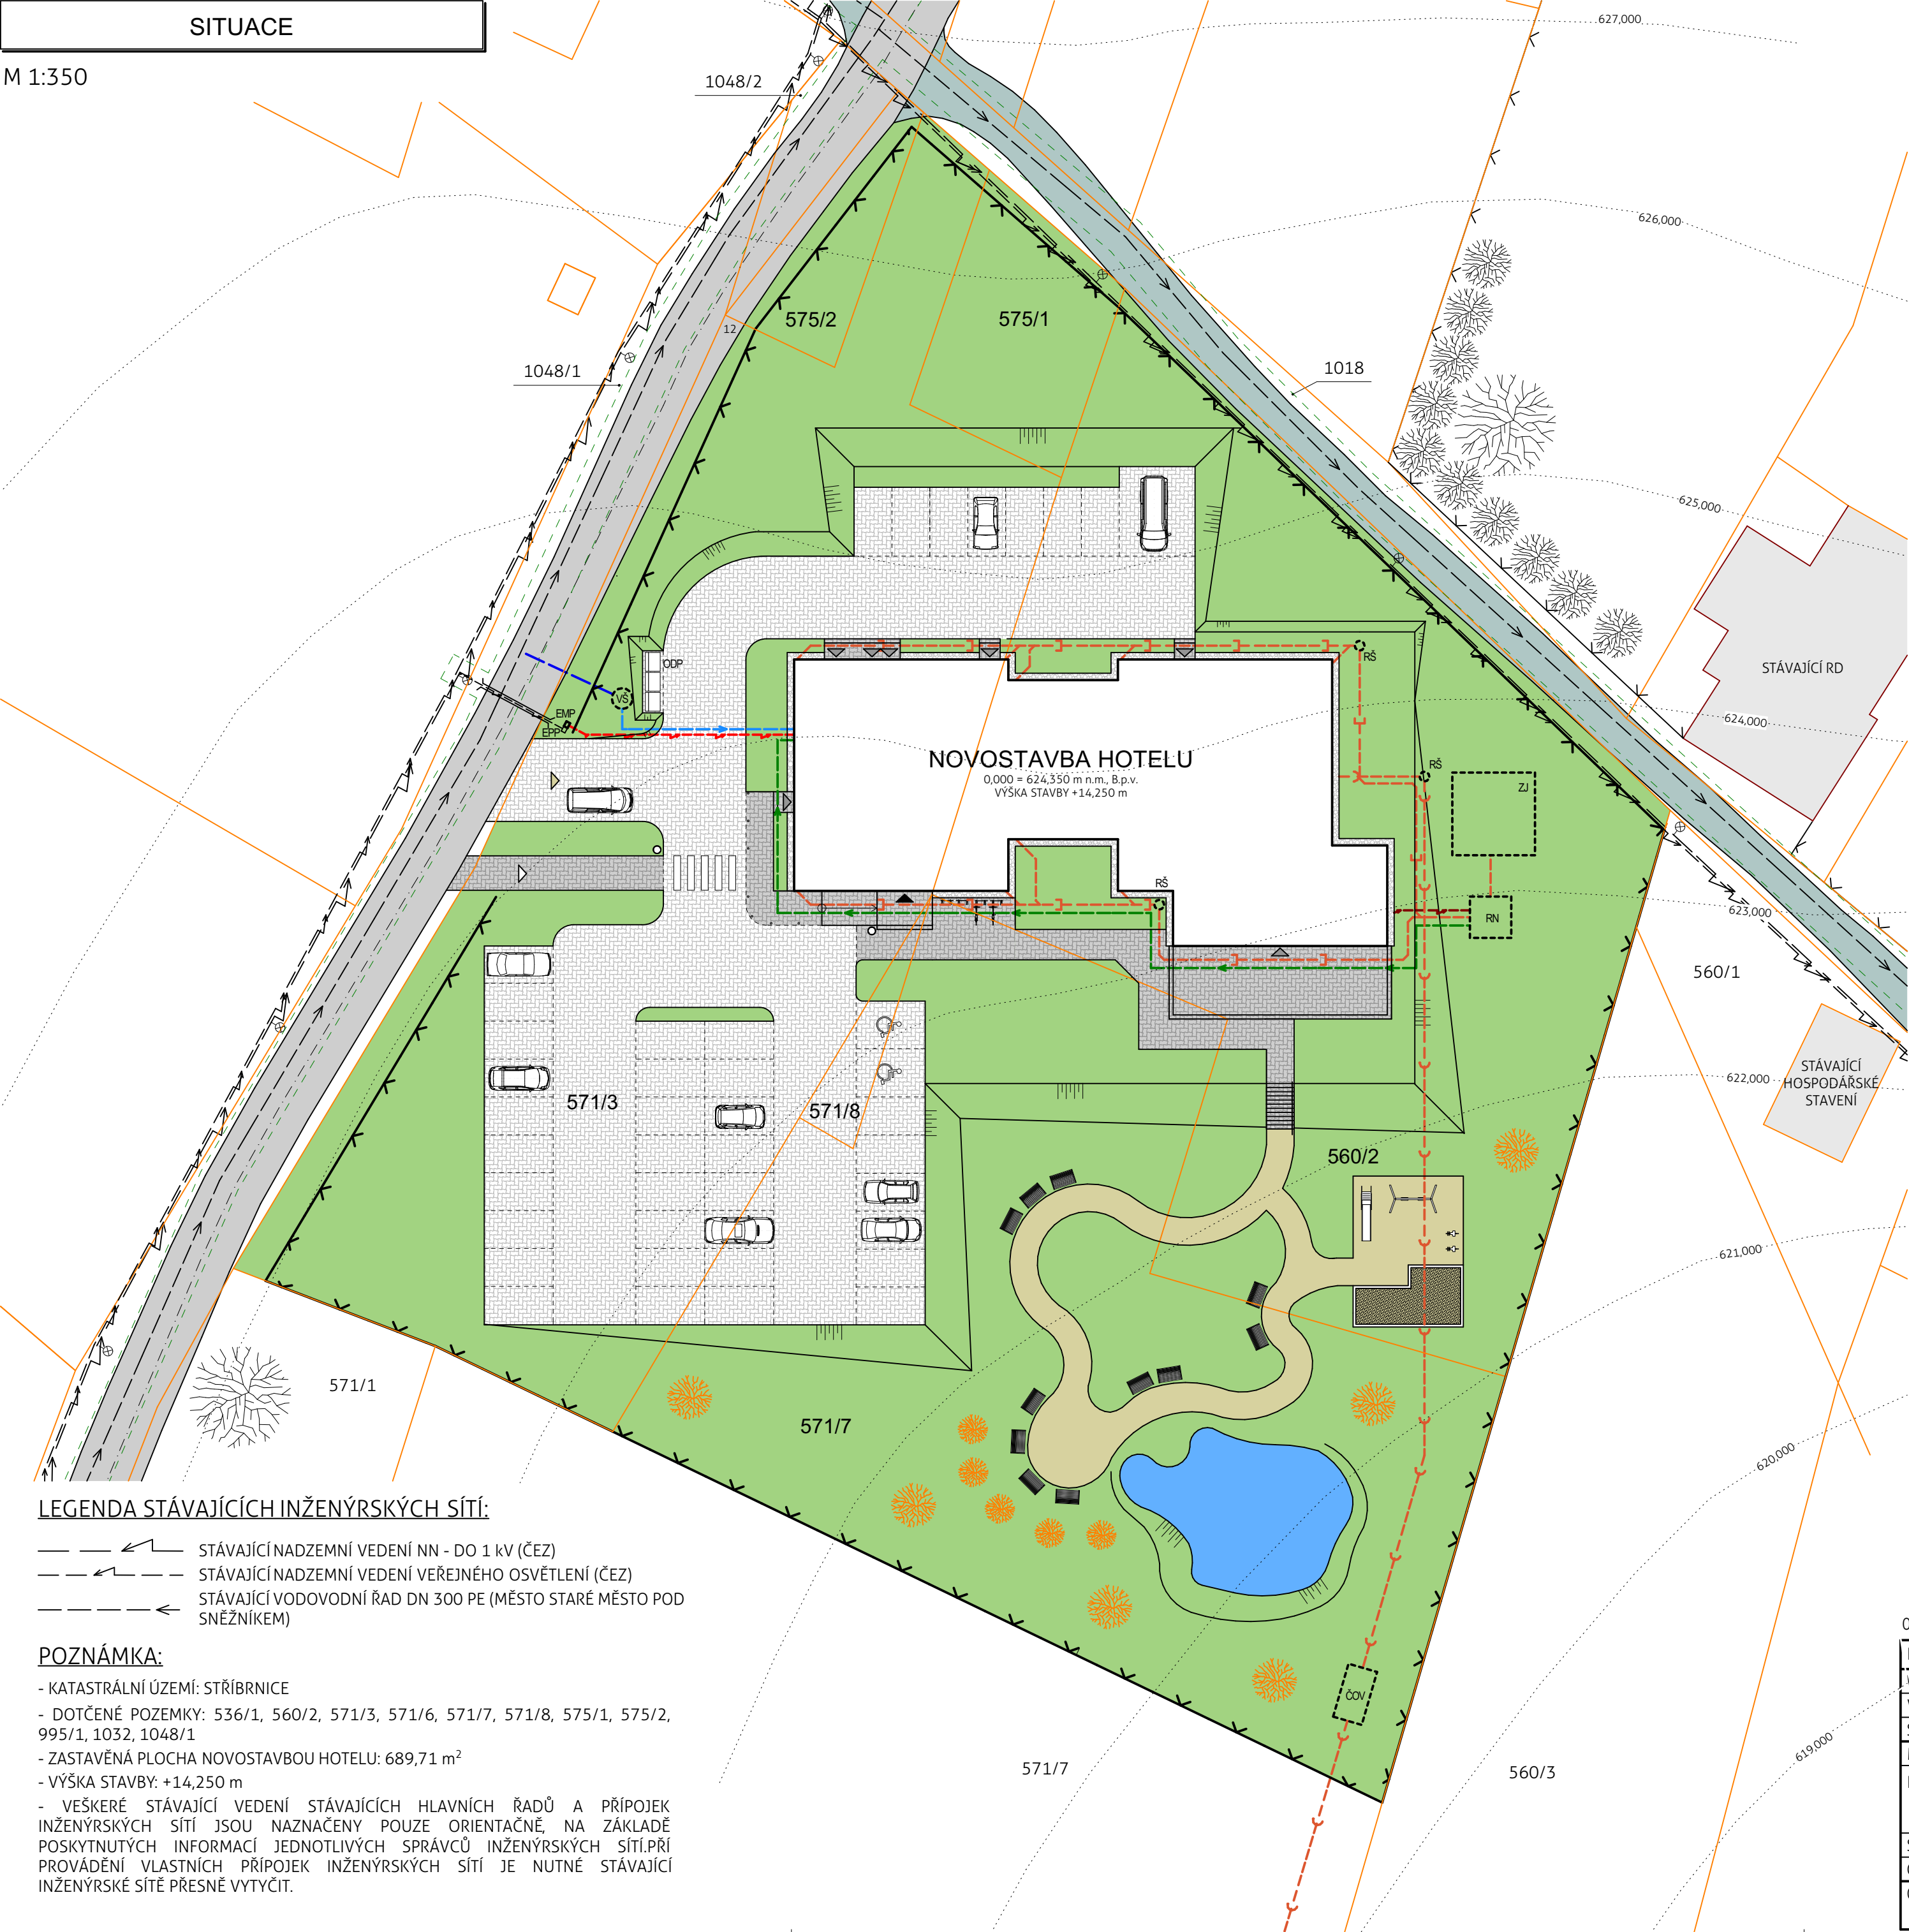 SITUACE
M 1:350
627,000
1048/2
626,000
575/2
575/1
12
1048/1
1018
625,000
ODP
RŠ
STÁVAJÍCÍ RD
VŠ
EMP
EPP
624,000
NOVOSTAVBA HOTELU
0,000 = 624,350 m n.m., B.p.v.
VÝŠKA STAVBY +14,250 m
RŠ
ZJ
RŠ
RN
623,000
560/1
STÁVAJÍCÍ
HOSPODÁŘSKÉ
STAVENÍ
622,000
571/3
571/8
560/2
621,000
571/1
571/7
620,000
LEGENDA STÁVAJÍCÍCH INŽENÝRSKÝCH SÍTÍ:
STÁVAJÍCÍ NADZEMNÍ VEDENÍ NN - DO 1 kV (ČEZ)
STÁVAJÍCÍ NADZEMNÍ VEDENÍ VEŘEJNÉHO OSVĚTLENÍ (ČEZ)
STÁVAJÍCÍ VODOVODNÍ ŘAD DN 300 PE (MĚSTO STARÉ MĚSTO POD
SNĚŽNÍKEM)
POZNÁMKA:
- KATASTRÁLNÍ ÚZEMÍ: STŘÍBRNICE
- DOTČENÉ POZEMKY: 536/1, 560/2, 571/3, 571/6, 571/7, 571/8, 575/1, 575/2,
995/1, 1032, 1048/1
- ZASTAVĚNÁ PLOCHA NOVOSTAVBOU HOTELU: 689,71 m²
- VÝŠKA STAVBY: +14,250 m
- VEŠKERÉ STÁVAJÍCÍ VEDENÍ STÁVAJÍCÍCH HLAVNÍCH ŘADŮ A PŘÍPOJEK
INŽENÝRSKÝCH SÍTÍ JSOU NAZNAČENY POUZE ORIENTAČNĚ, NA ZÁKLADĚ
POSKYTNUTÝCH INFORMACÍ JEDNOTLIVÝCH SPRÁVCŮ INŽENÝRSKÝCH SÍTÍ.PŘÍ
PROVÁDĚNÍ VLASTNÍCH PŘÍPOJEK INŽENÝRSKÝCH SÍTÍ JE NUTNÉ STÁVAJÍCÍ
INŽENÝRSKÉ SÍTĚ PŘESNĚ VYTYČIT.
ČOV
571/7
560/3
619,000